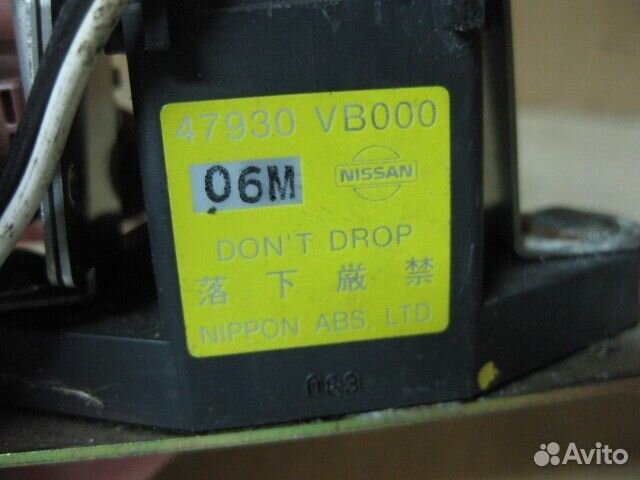 47930 VB000
06M NISSAN
DON'T DROP
落下厳禁
NIPPON ABS, LTD.
083
Avito